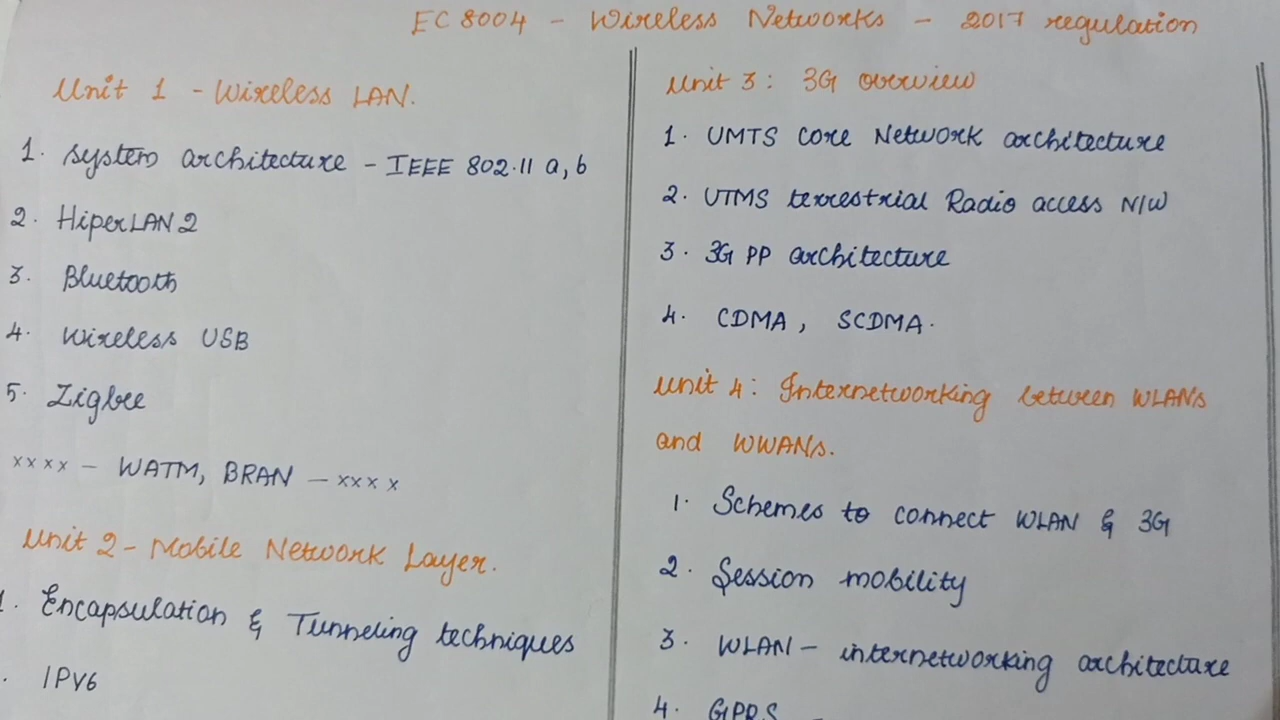 EC 8004 - Wireless Networks - 2017 regulation
Unit 1 - Wireless LAN.
1. System architecture - IEEE 802.11 a, b
2. HiperLAN 2
3. Bluetooth
4. Wireless USB
5. Zigbee
xxxx - WATM, BRAN - xxxx
Unit 2 - Mobile Network Layer.
1. Encapsulation & Tunneling techniques
. IPv6
Unit 3: 3G overview
1. UMTS core Network architecture
2. UTMS terrestrial Radio access N/W
3. 3G PP architecture
4. CDMA, SCDMA.
Unit 4: Internetworking between WLANs
and WWANs.
1. Schemes to connect WLAN & 3G
2. Session mobility
3. WLAN - internetworking architecture
4. GPRS